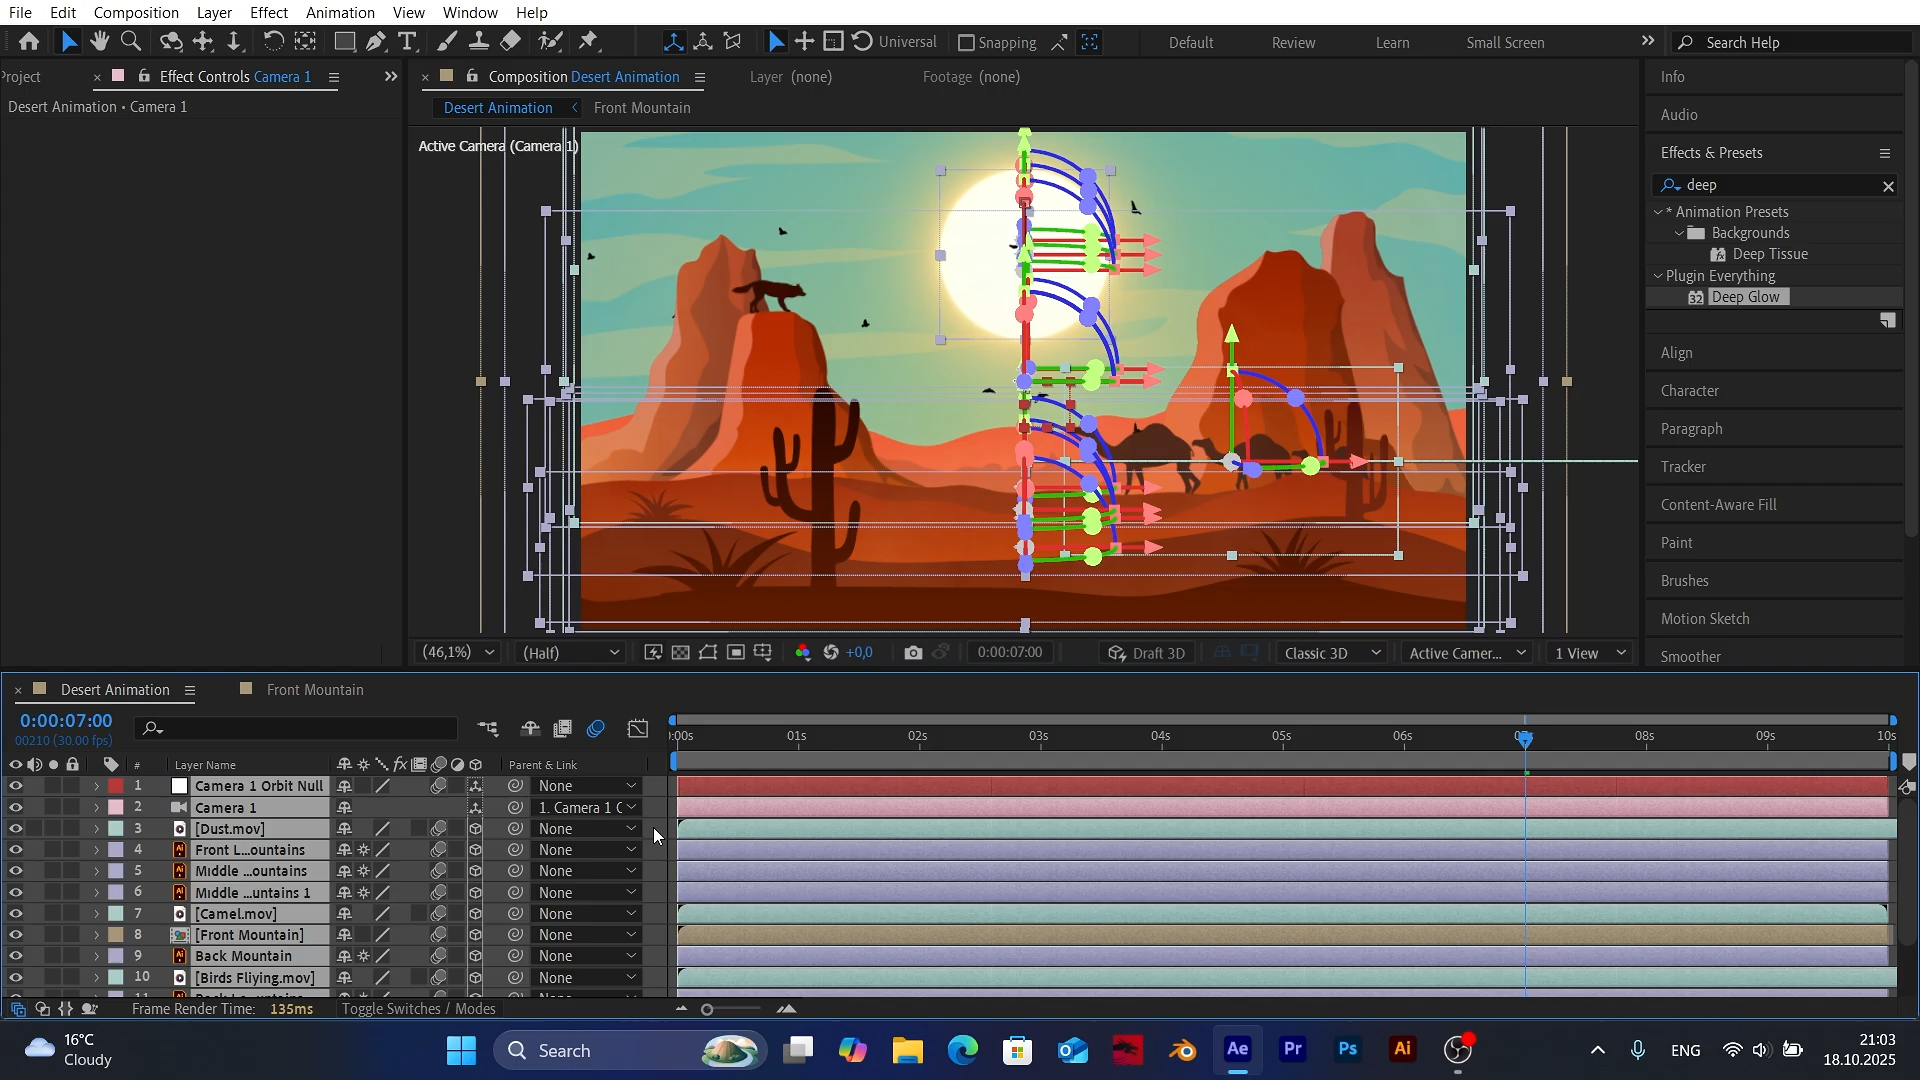 File Edit Composition Layer Effect Animation View Window Help
Universal Snapping Default Review Learn Small Screen Search Help
Project Effect Controls Camera 1
Composition Desert Animation Layer (none) Footage (none)
Desert Animation • Camera 1
Desert Animation Front Mountain
Active Camera (Camera 1)
Info
Audio
Effects & Presets
deep
* Animation Presets
Backgrounds
Deep Tissue
Plugin Everything
32 Deep Glow
Align
Character
Paragraph
Tracker
Content-Aware Fill
Paint
Brushes
Motion Sketch
Smoother
(46,1%) (Half) +0,0 0:00:07:00 Draft 3D Classic 3D Active Camer... 1 View
Desert Animation Front Mountain
0:00:07:00
00210 (30.00 fps)
:00s 01s 02s 03s 04s 05s 06s 07s 08s 09s 10s
# Layer Name Parent & Link
1 Camera 1 Orbit Null None
2 Camera 1 1. Camera 1 C
3 [Dust.mov] None
4 Front L...ountains None
5 Middle ...ountains None
6 Middle ...untains 1 None
7 [Camel.mov] None
8 [Front Mountain] None
9 Back Mountain None
10 [Birds Fliying.mov] None
Frame Render Time: 135ms Toggle Switches / Modes
16°C
Cloudy
Search
Ae Pr Ps Ai
ENG
21:03
18.10.2025